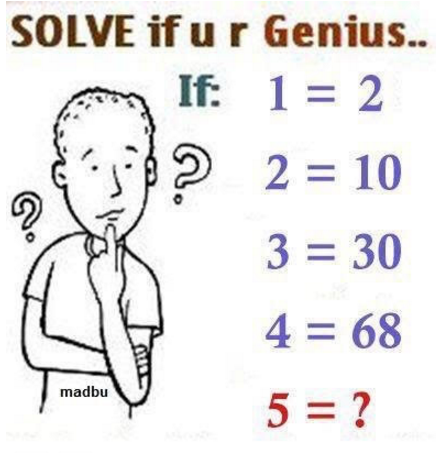 SOLVE if u r Genius..
If: 1 = 2
2 = 10
3 = 30
4 = 68
5 = ?
? ?
madbu